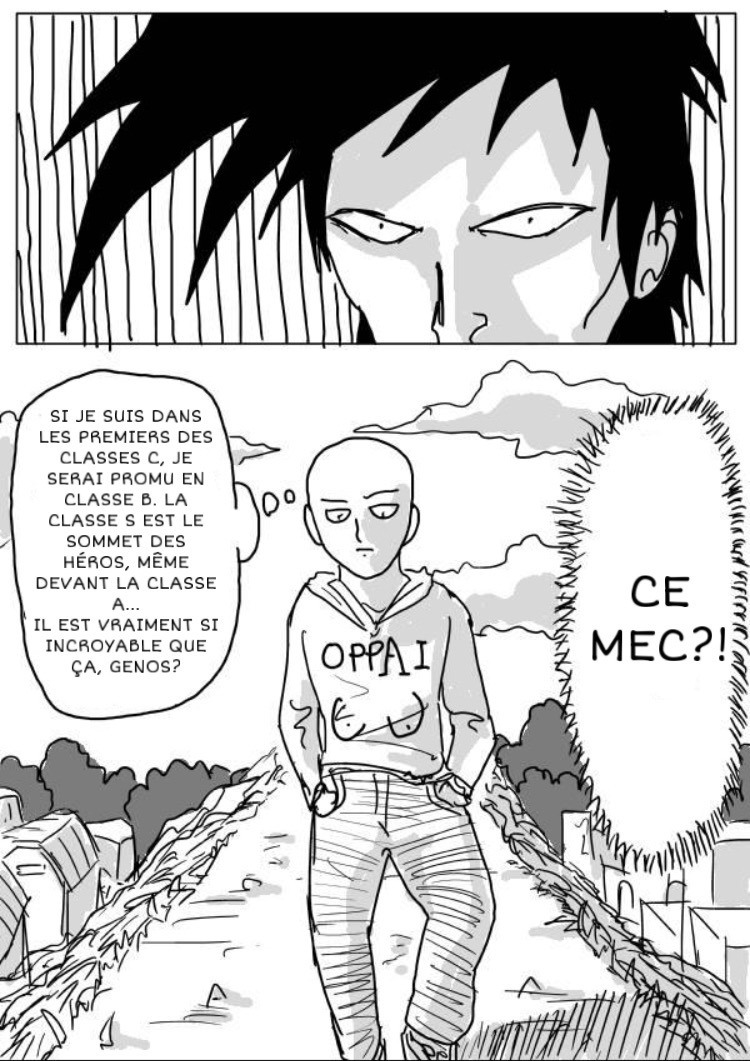 SI JE SUIS DANS
LES PREMIERS DES
CLASSES C, JE
SERAI PROMU EN
CLASSE B. LA
CLASSE S EST LE
SOMMET DES
HÉROS, MÊME
DEVANT LA CLASSE
A...
IL EST VRAIMENT SI
INCROYABLE QUE
ÇA, GENOS?
CE
MEC?!
OPPAI